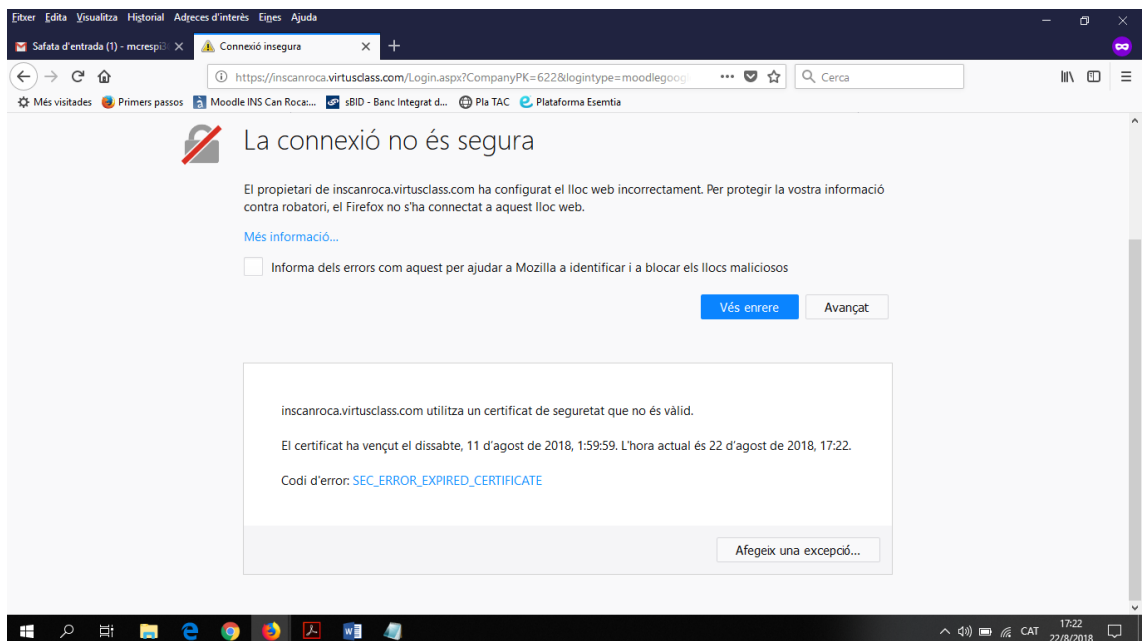 Fitxer Edita Visualitza Historial Adreces d'interès Eines Ajuda
Safata d'entrada (1) - mcrespi3
Connexió insegura
https://inscanroca.virtusclass.com/Login.aspx?CompanyPK=622&logintype=moodlegoog
Cerca
Més visitades Primers passos Moodle INS Can Roca:... sBID - Banc Integrat d... Pla TAC Plataforma Esemtia
La connexió no és segura
El propietari de inscanroca.virtusclass.com ha configurat el lloc web incorrectament. Per protegir la vostra informació
contra robatori, el Firefox no s'ha connectat a aquest lloc web.
Més informació...
Informa dels errors com aquest per ajudar a Mozilla a identificar i a blocar els llocs maliciosos
Vés enrere Avançat
inscanroca.virtusclass.com utilitza un certificat de seguretat que no és vàlid.
El certificat ha vençut el dissabte, 11 d'agost de 2018, 1:59:59. L'hora actual és 22 d'agost de 2018, 17:22.
Codi d'error: SEC_ERROR_EXPIRED_CERTIFICATE
Afegeix una excepció...
CAT
17:22
22/8/2018